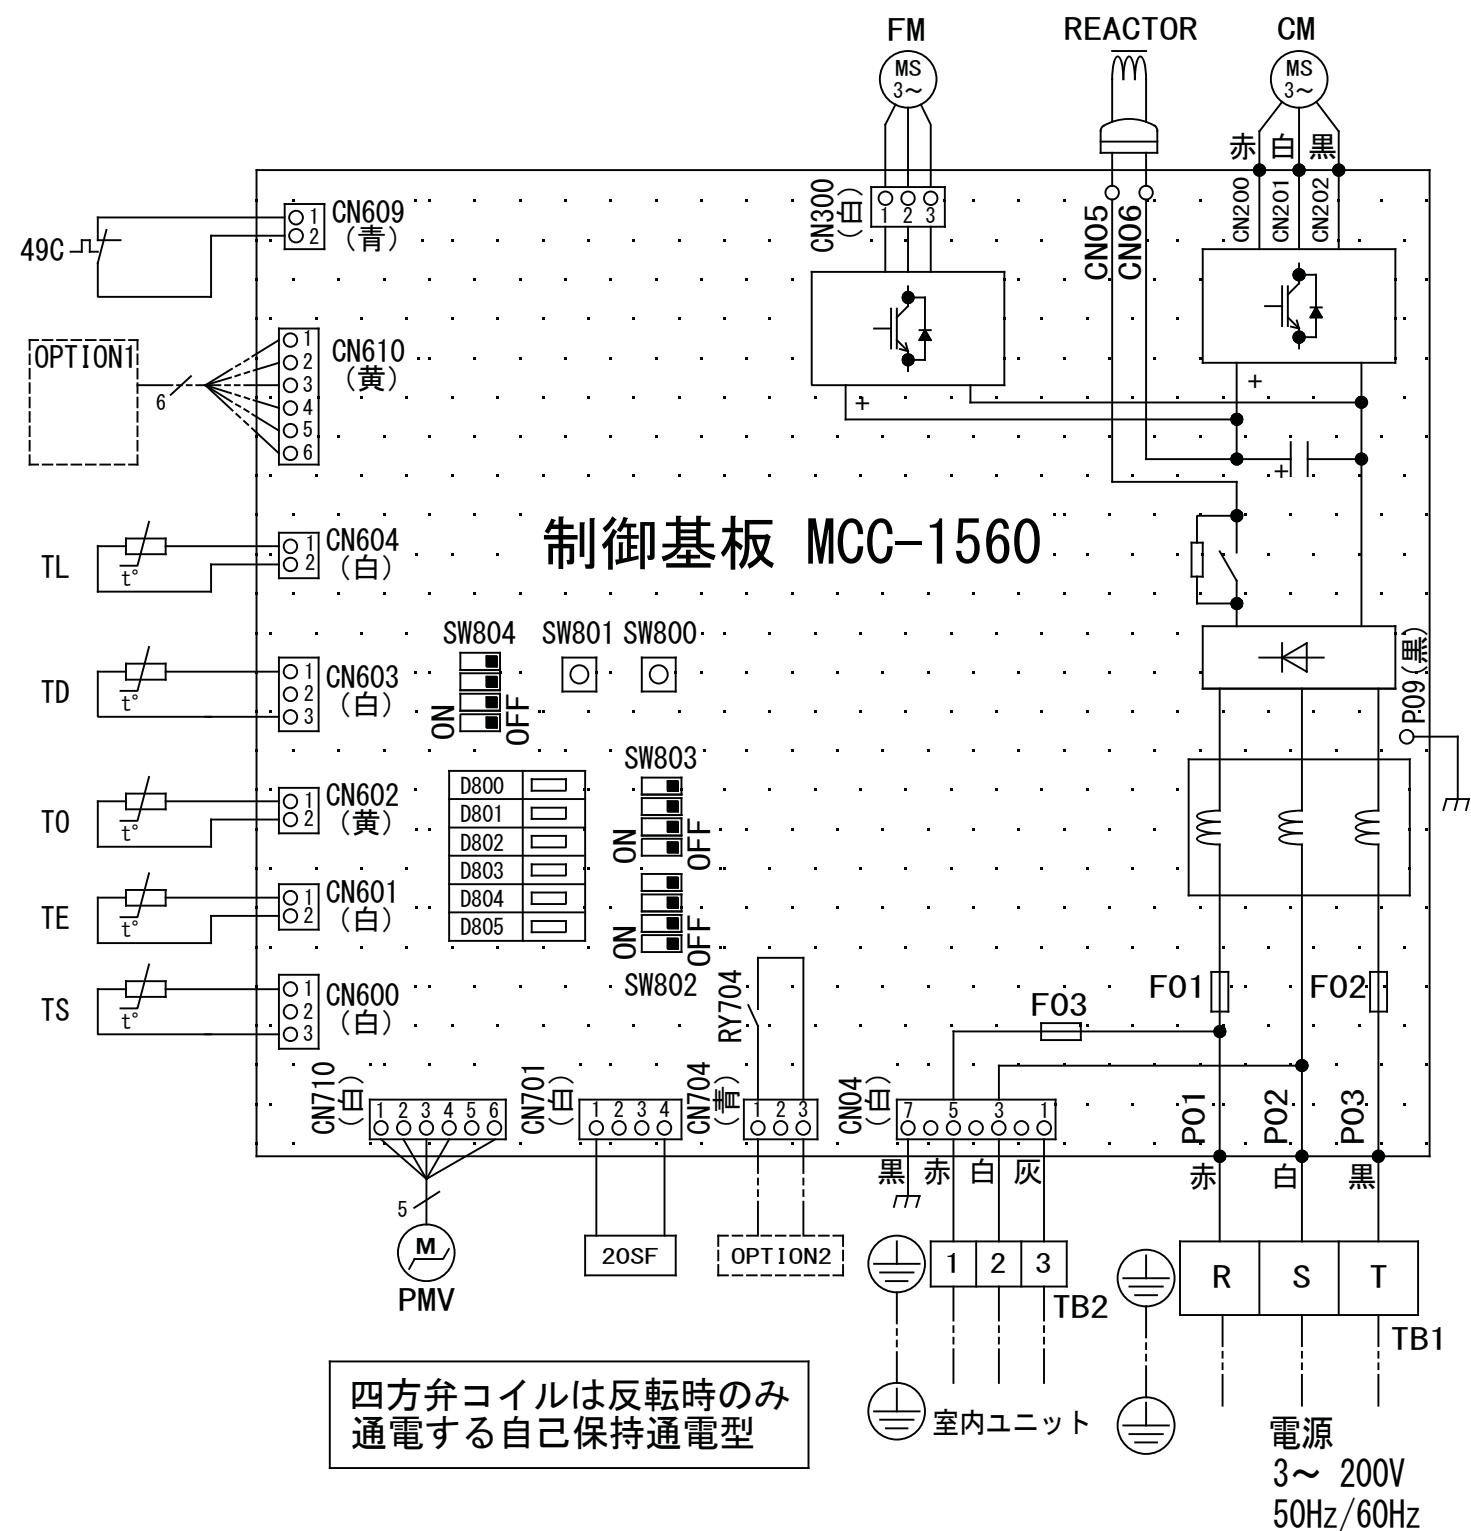 FM
REACTOR
CM
MS
3～
MS
3～
赤 白 黒
CN300
（白）
1 2 3
CN05
CN06
CN200
CN201
CN202
49C
1
2
CN609
（青）
OPTION1
6
1
2
3
4
5
6
CN610
（黄）
+
+
+
制御基板 MCC-1560
TL
t°
1
2
CN604
（白）
TD
t°
1
2
3
CN603
（白）
TO
t°
1
2
CN602
（黄）
TE
t°
1
2
CN601
（白）
TS
t°
1
2
3
CN600
（白）
SW804
ON
OFF
SW801
SW800
D800
D801
D802
D803
D804
D805
SW803
ON
OFF
ON
OFF
SW802
P09（黒）
RY704
F03
F01
F02
CN710
（白）
1 2 3 4 5 6
CN701
（白）
1 2 3 4
CN704
（青）
1 2 3
CN04
（白）
7 5 3 1
P01
P02
P03
黒 赤 白 灰
赤 白 黒
5
M
PMV
20SF
OPTION2
1 2 3
TB2
R S T
TB1
室内ユニット
電源
3～ 200V
50Hz/60Hz
四方弁コイルは反転時のみ
通電する自己保持通電型